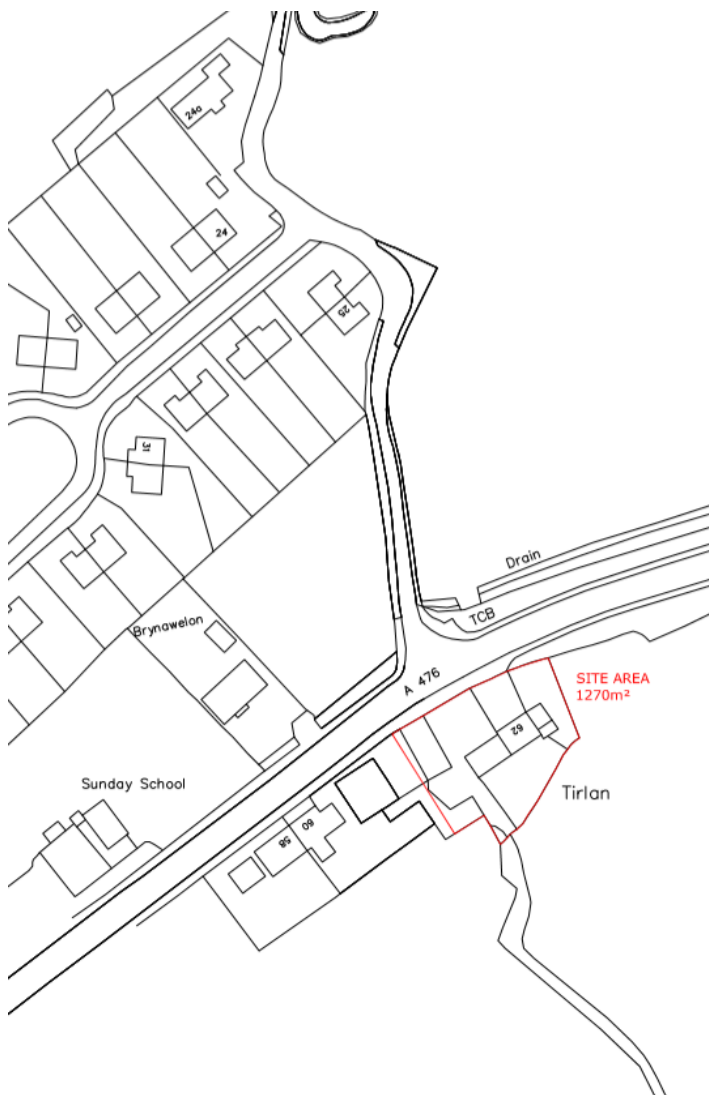 24a
24
25
31
Drain
TCB
Brynawelon
A 476
SITE AREA
1270m²
62
Tirlan
Sunday School
60
58